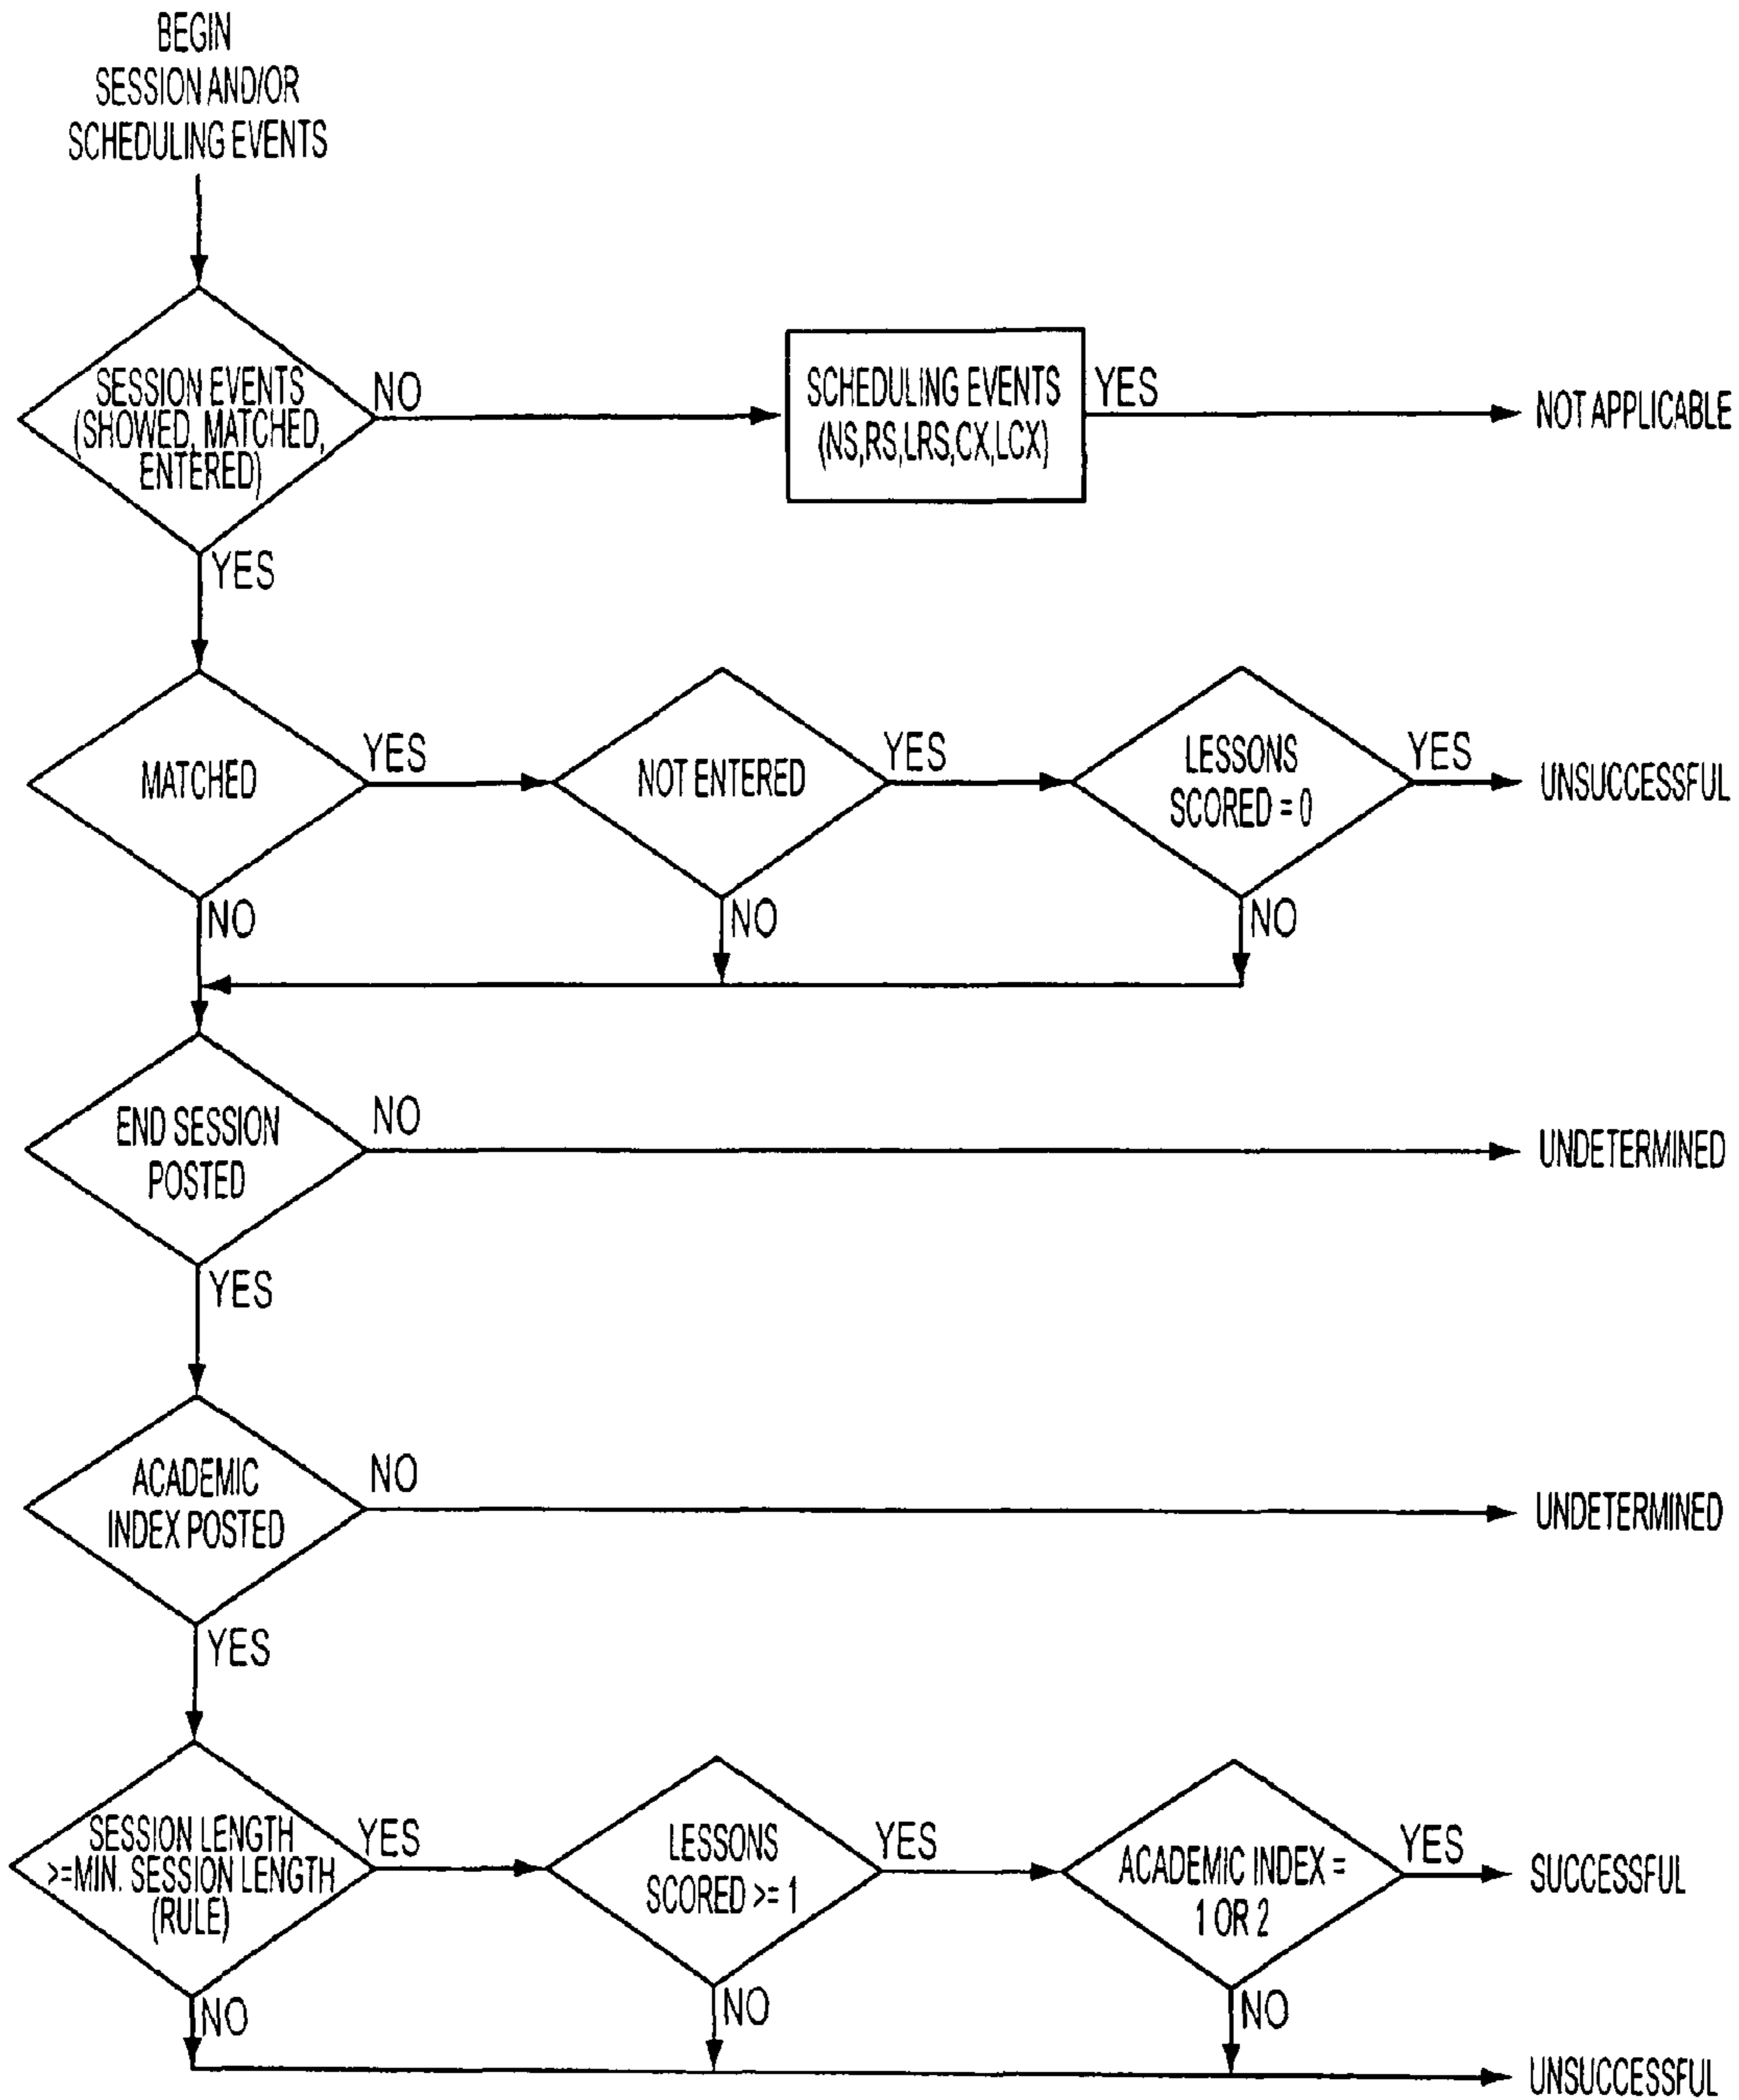 BEGIN
SESSION AND/OR
SCHEDULING EVENTS
SESSION EVENTS
(SHOWED, MATCHED,
ENTERED)
NO
SCHEDULING EVENTS
(NS,RS,LRS,CX,LCX)
YES
NOT APPLICABLE
YES
MATCHED
YES
NOT ENTERED
YES
LESSONS
SCORED = 0
YES
UNSUCCESSFUL
NO
NO
NO
END SESSION
POSTED
NO
UNDETERMINED
YES
ACADEMIC
INDEX POSTED
NO
UNDETERMINED
YES
SESSION LENGTH
>=MIN. SESSION LENGTH
(RULE)
YES
LESSONS
SCORED >= 1
YES
ACADEMIC INDEX =
1 OR 2
YES
SUCCESSFUL
NO
NO
NO
UNSUCCESSFUL